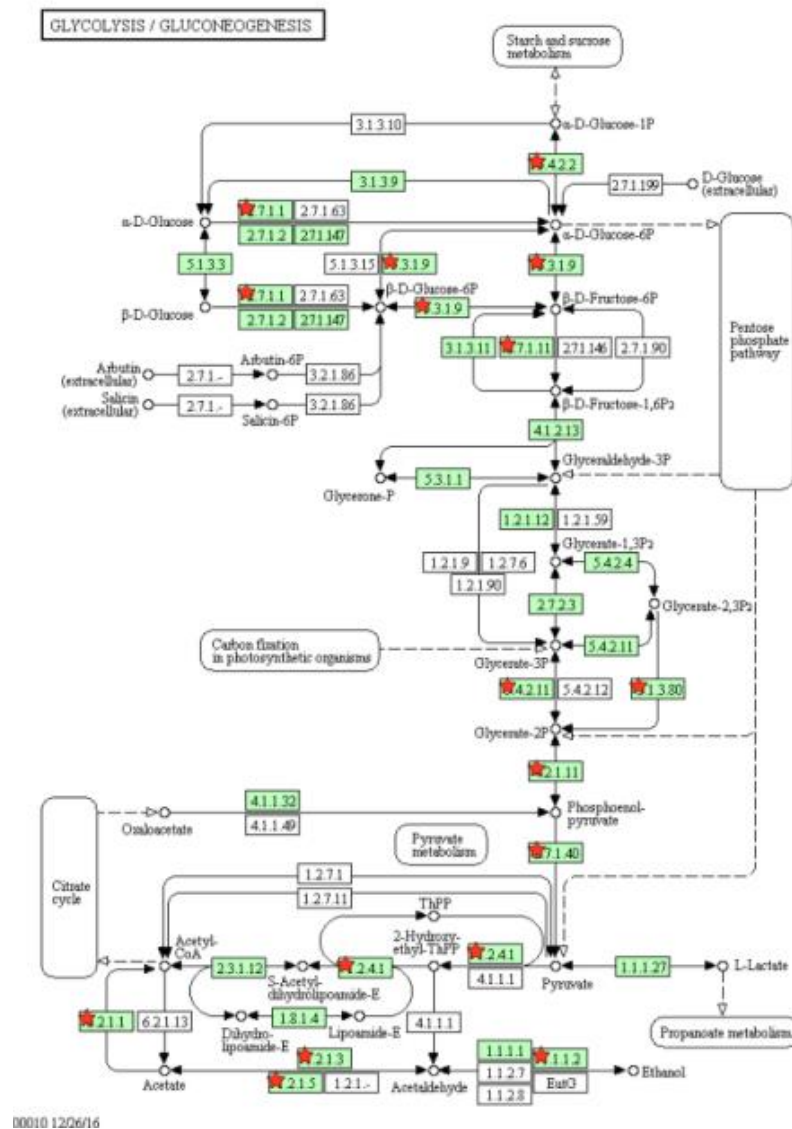 GLYCOLYSIS / GLUCONEOGENESIS
Starch and sucrose
metabolism
3.1.3.10
α-D-Glucose-1P
.4.2.2
3.1.3.9
2.7.1.199
D-Glucose
(extracellular)
.7.1.1
2.7.1.63
α-D-Glucose
2.7.1.2
2.7.1.147
α-D-Glucose-6P
5.1.3.3
5.1.3.15
.3.1.9
.3.1.9
.7.1.1
2.7.1.63
β-D-Glucose-6P
.3.1.9
β-D-Fructose-6P
β-D-Glucose
2.7.1.2
2.7.1.147
Pentose
phosphate
pathway
3.1.3.11
.7.1.11
2.7.1.146
2.7.1.90
Arbutin
(extracellular)
2.7.1.-
Arbutin-6P
3.2.1.86
Salicin
(extracellular)
2.7.1.-
Salicin-6P
3.2.1.86
β-D-Fructose-1,6P2
4.1.2.13
Glyceraldehyde-3P
5.3.1.1
Glycerone-P
1.2.1.12
1.2.1.59
Glycerate-1,3P2
1.2.1.9
1.2.7.6
1.2.1.90
5.4.2.4
2.7.2.3
Glycerate-2,3P2
Carbon fixation
in photosynthetic organisms
5.4.2.11
Glycerate-3P
.4.2.11
5.4.2.12
.1.3.80
Glycerate-2P
.2.1.11
4.1.1.32
Oxaloacetate
4.1.1.49
Phosphoenol-
pyruvate
Pyruvate
metabolism
.7.1.40
Citrate
cycle
1.2.7.1
1.2.7.11
ThPP
2-Hydroxy-
ethyl-ThPP
Acetyl-
CoA
2.3.1.12
S-Acetyl-
dihydrolipoamide-E
.2.4.1
.2.4.1
4.1.1.1
Pyruvate
1.1.1.27
L-Lactate
.2.1.1
6.2.1.13
Dihydro-
lipoamide-E
1.8.1.4
Lipoamide-E
4.1.1.1
Propanoate metabolism
.2.1.3
Acetate
.2.1.5
1.2.1.-
Acetaldehyde
1.1.1.1
.1.1.2
1.1.2.7
EutG
1.1.2.8
Ethanol
00010 12/26/16